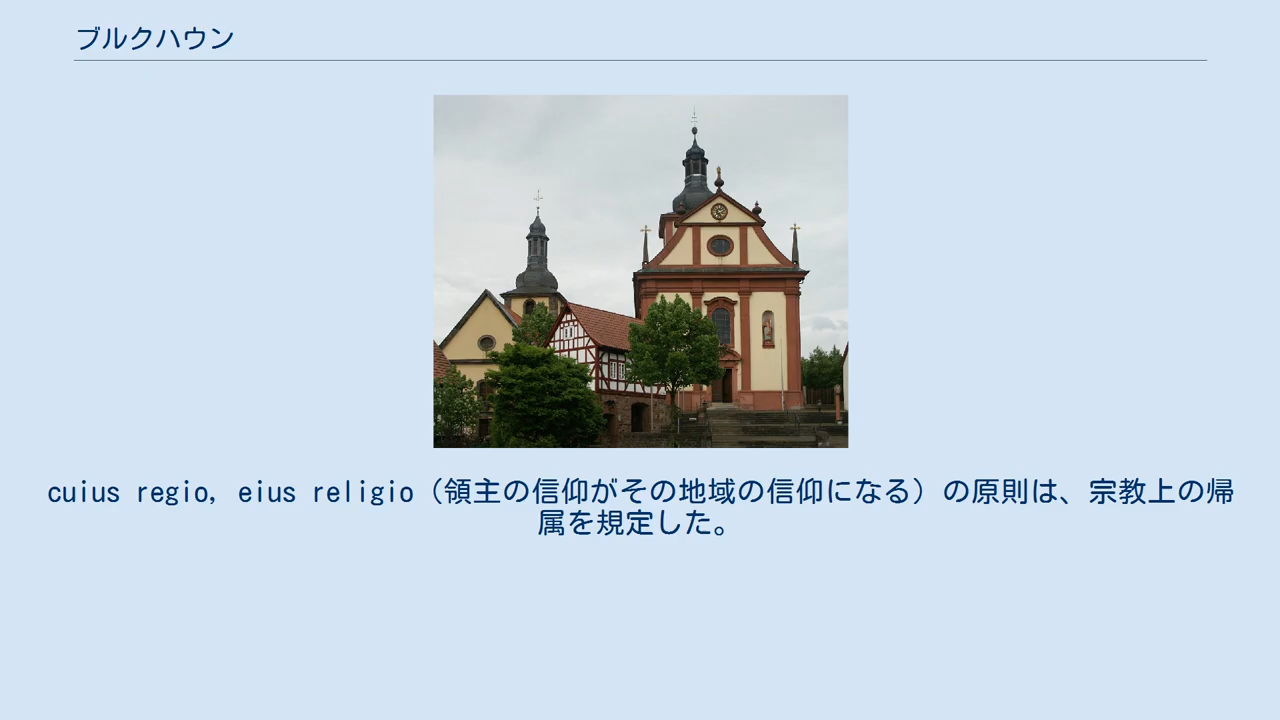 ブルクハウン
cuius regio, eius religio（領主の信仰がその地域の信仰になる）の原則は、宗教上の帰
属を規定した。